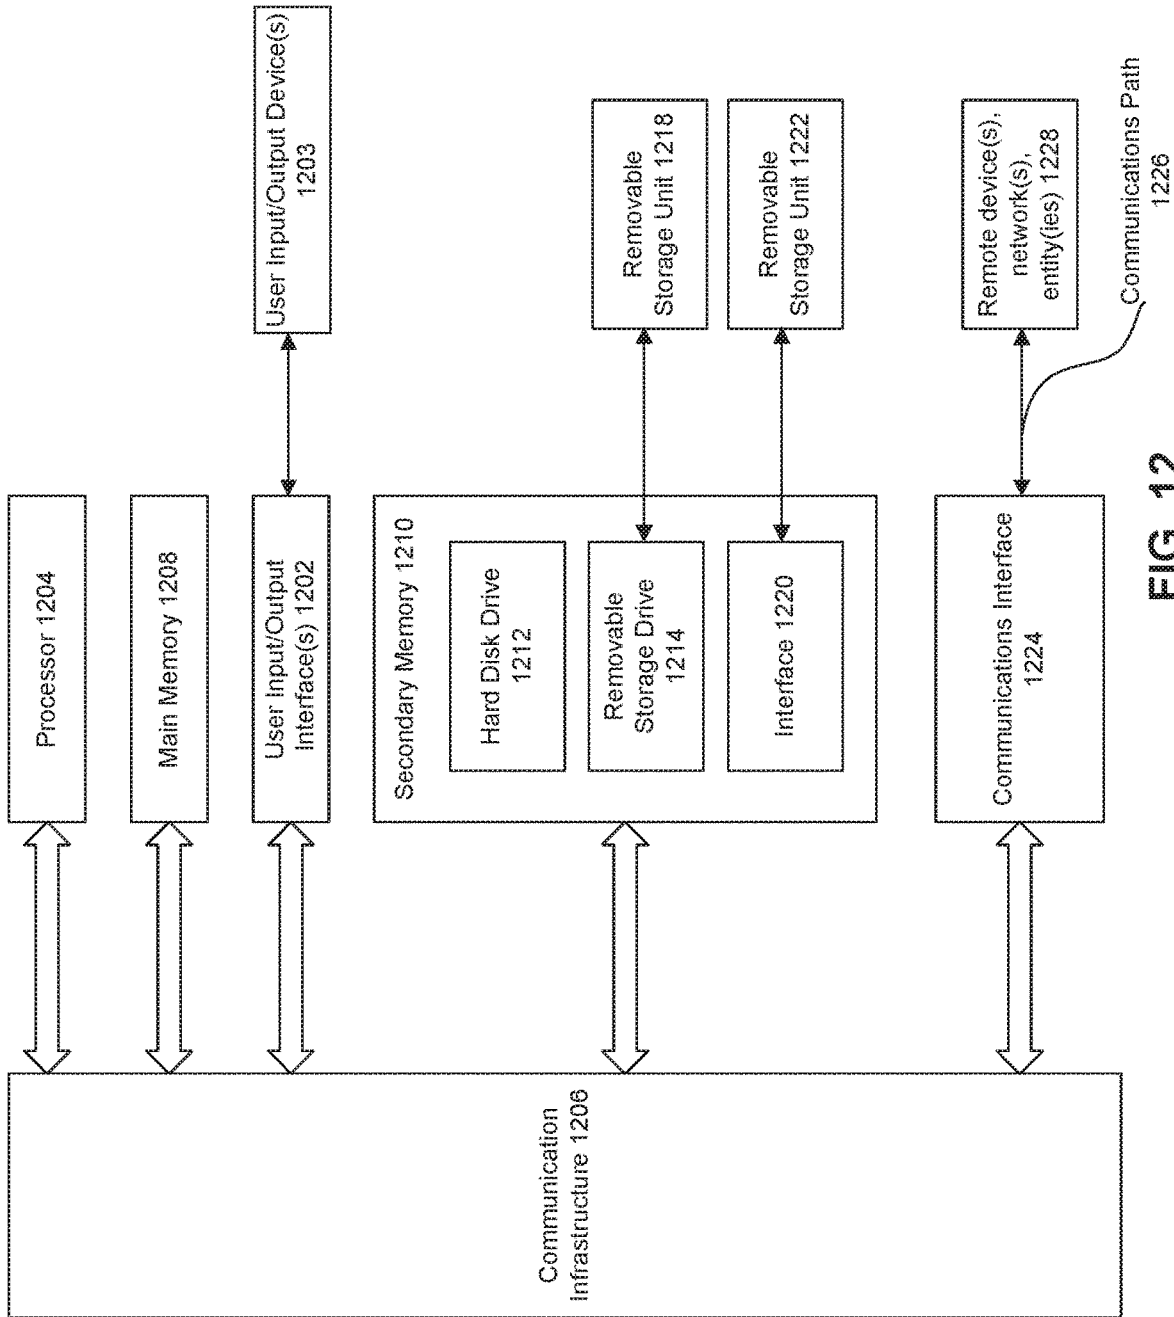 Processor 1204
Main Memory 1208
User Input/Output
Interface(s) 1202
User Input/Output Device(s)
1203
Communication
Infrastructure 1206
Secondary Memory 1210
Hard Disk Drive
1212
Removable
Storage Drive
1214
Interface 1220
Removable
Storage Unit 1218
Removable
Storage Unit 1222
Communications Interface
1224
Remote device(s),
network(s),
entity(ies) 1228
Communications Path
1226
FIG. 12